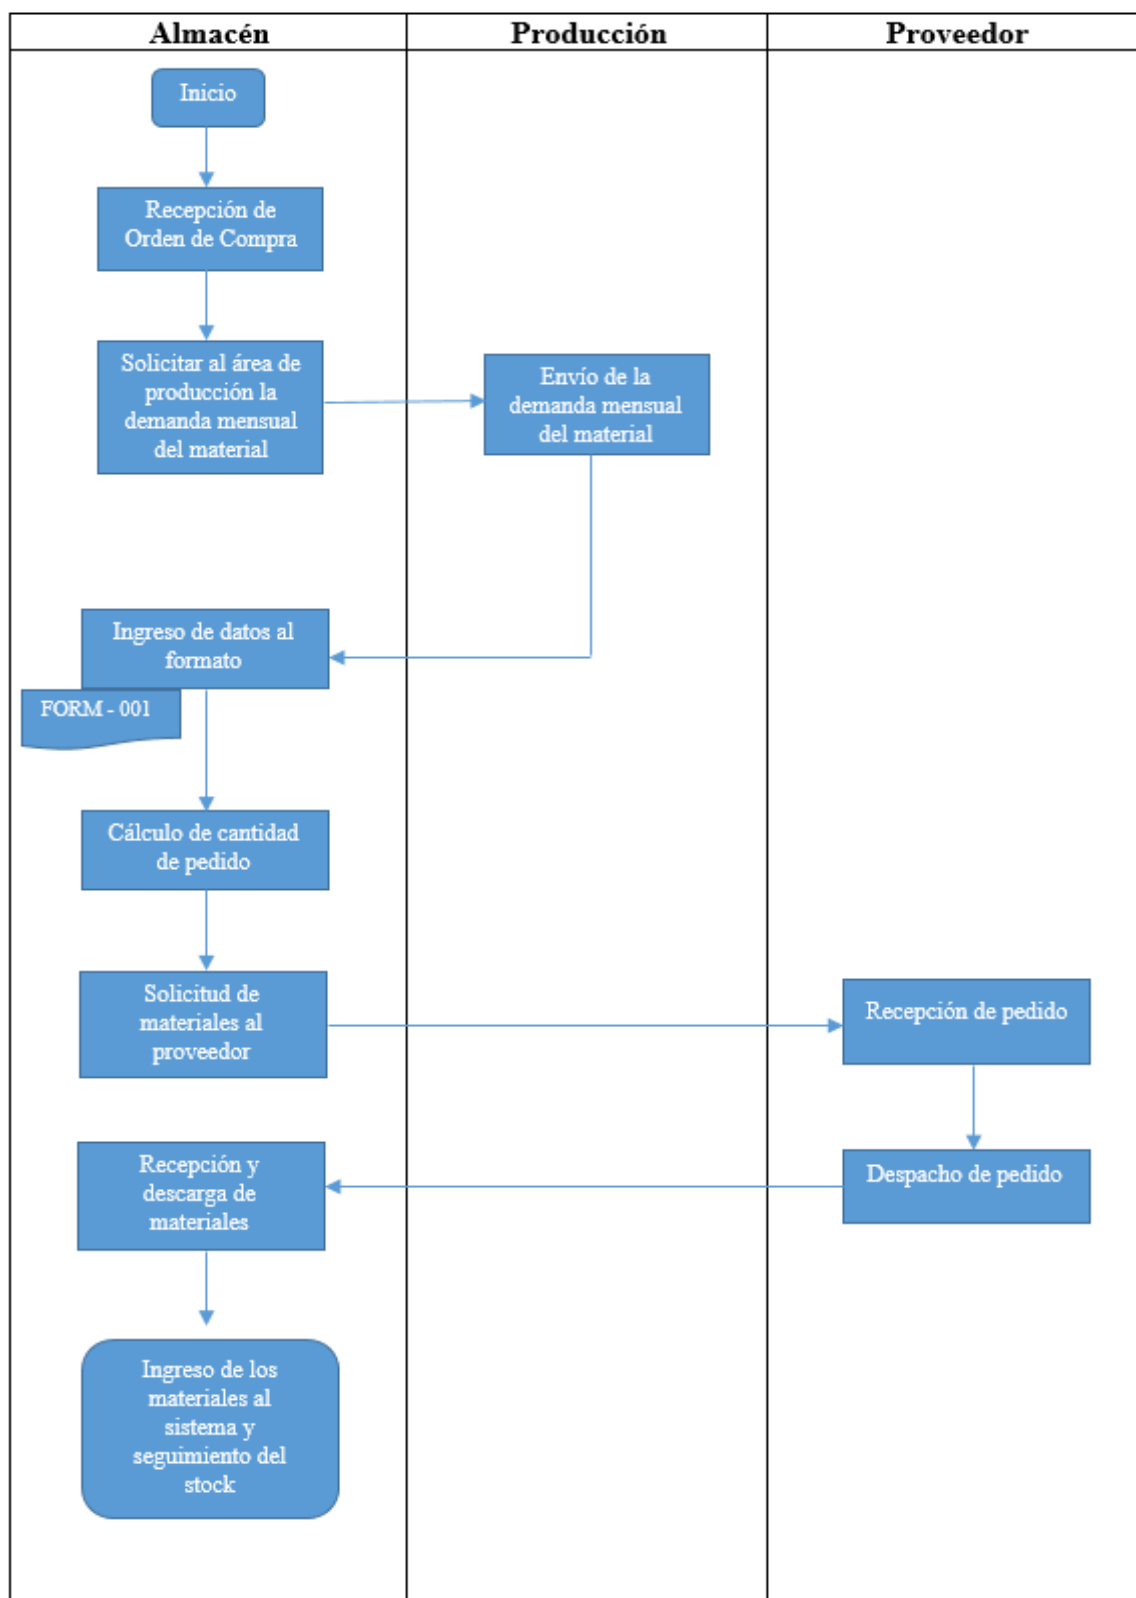 Almacén
Producción
Proveedor
Inicio
Recepción de
Orden de Compra
Solicitar al área de
producción la
demanda mensual
del material
Envío de la
demanda mensual
del material
Ingreso de datos al
formato
FORM - 001
Cálculo de cantidad
de pedido
Solicitud de
materiales al
proveedor
Recepción de pedido
Despacho de pedido
Recepción y
descarga de
materiales
Ingreso de los
materiales al
sistema y
seguimiento del
stock